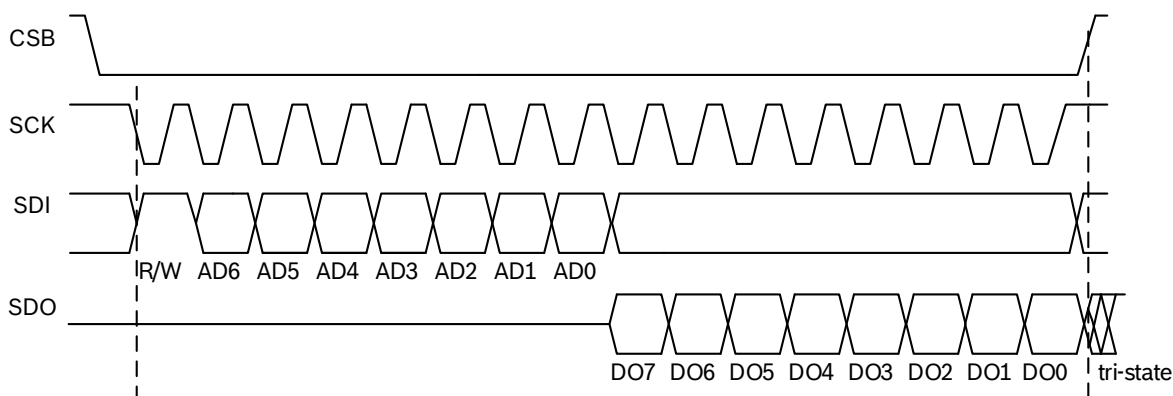 CSB
SCK
SDI
R/W AD6 AD5 AD4 AD3 AD2 AD1 AD0
SDO
DO7 DO6 DO5 DO4 DO3 DO2 DO1 DO0 tri-state